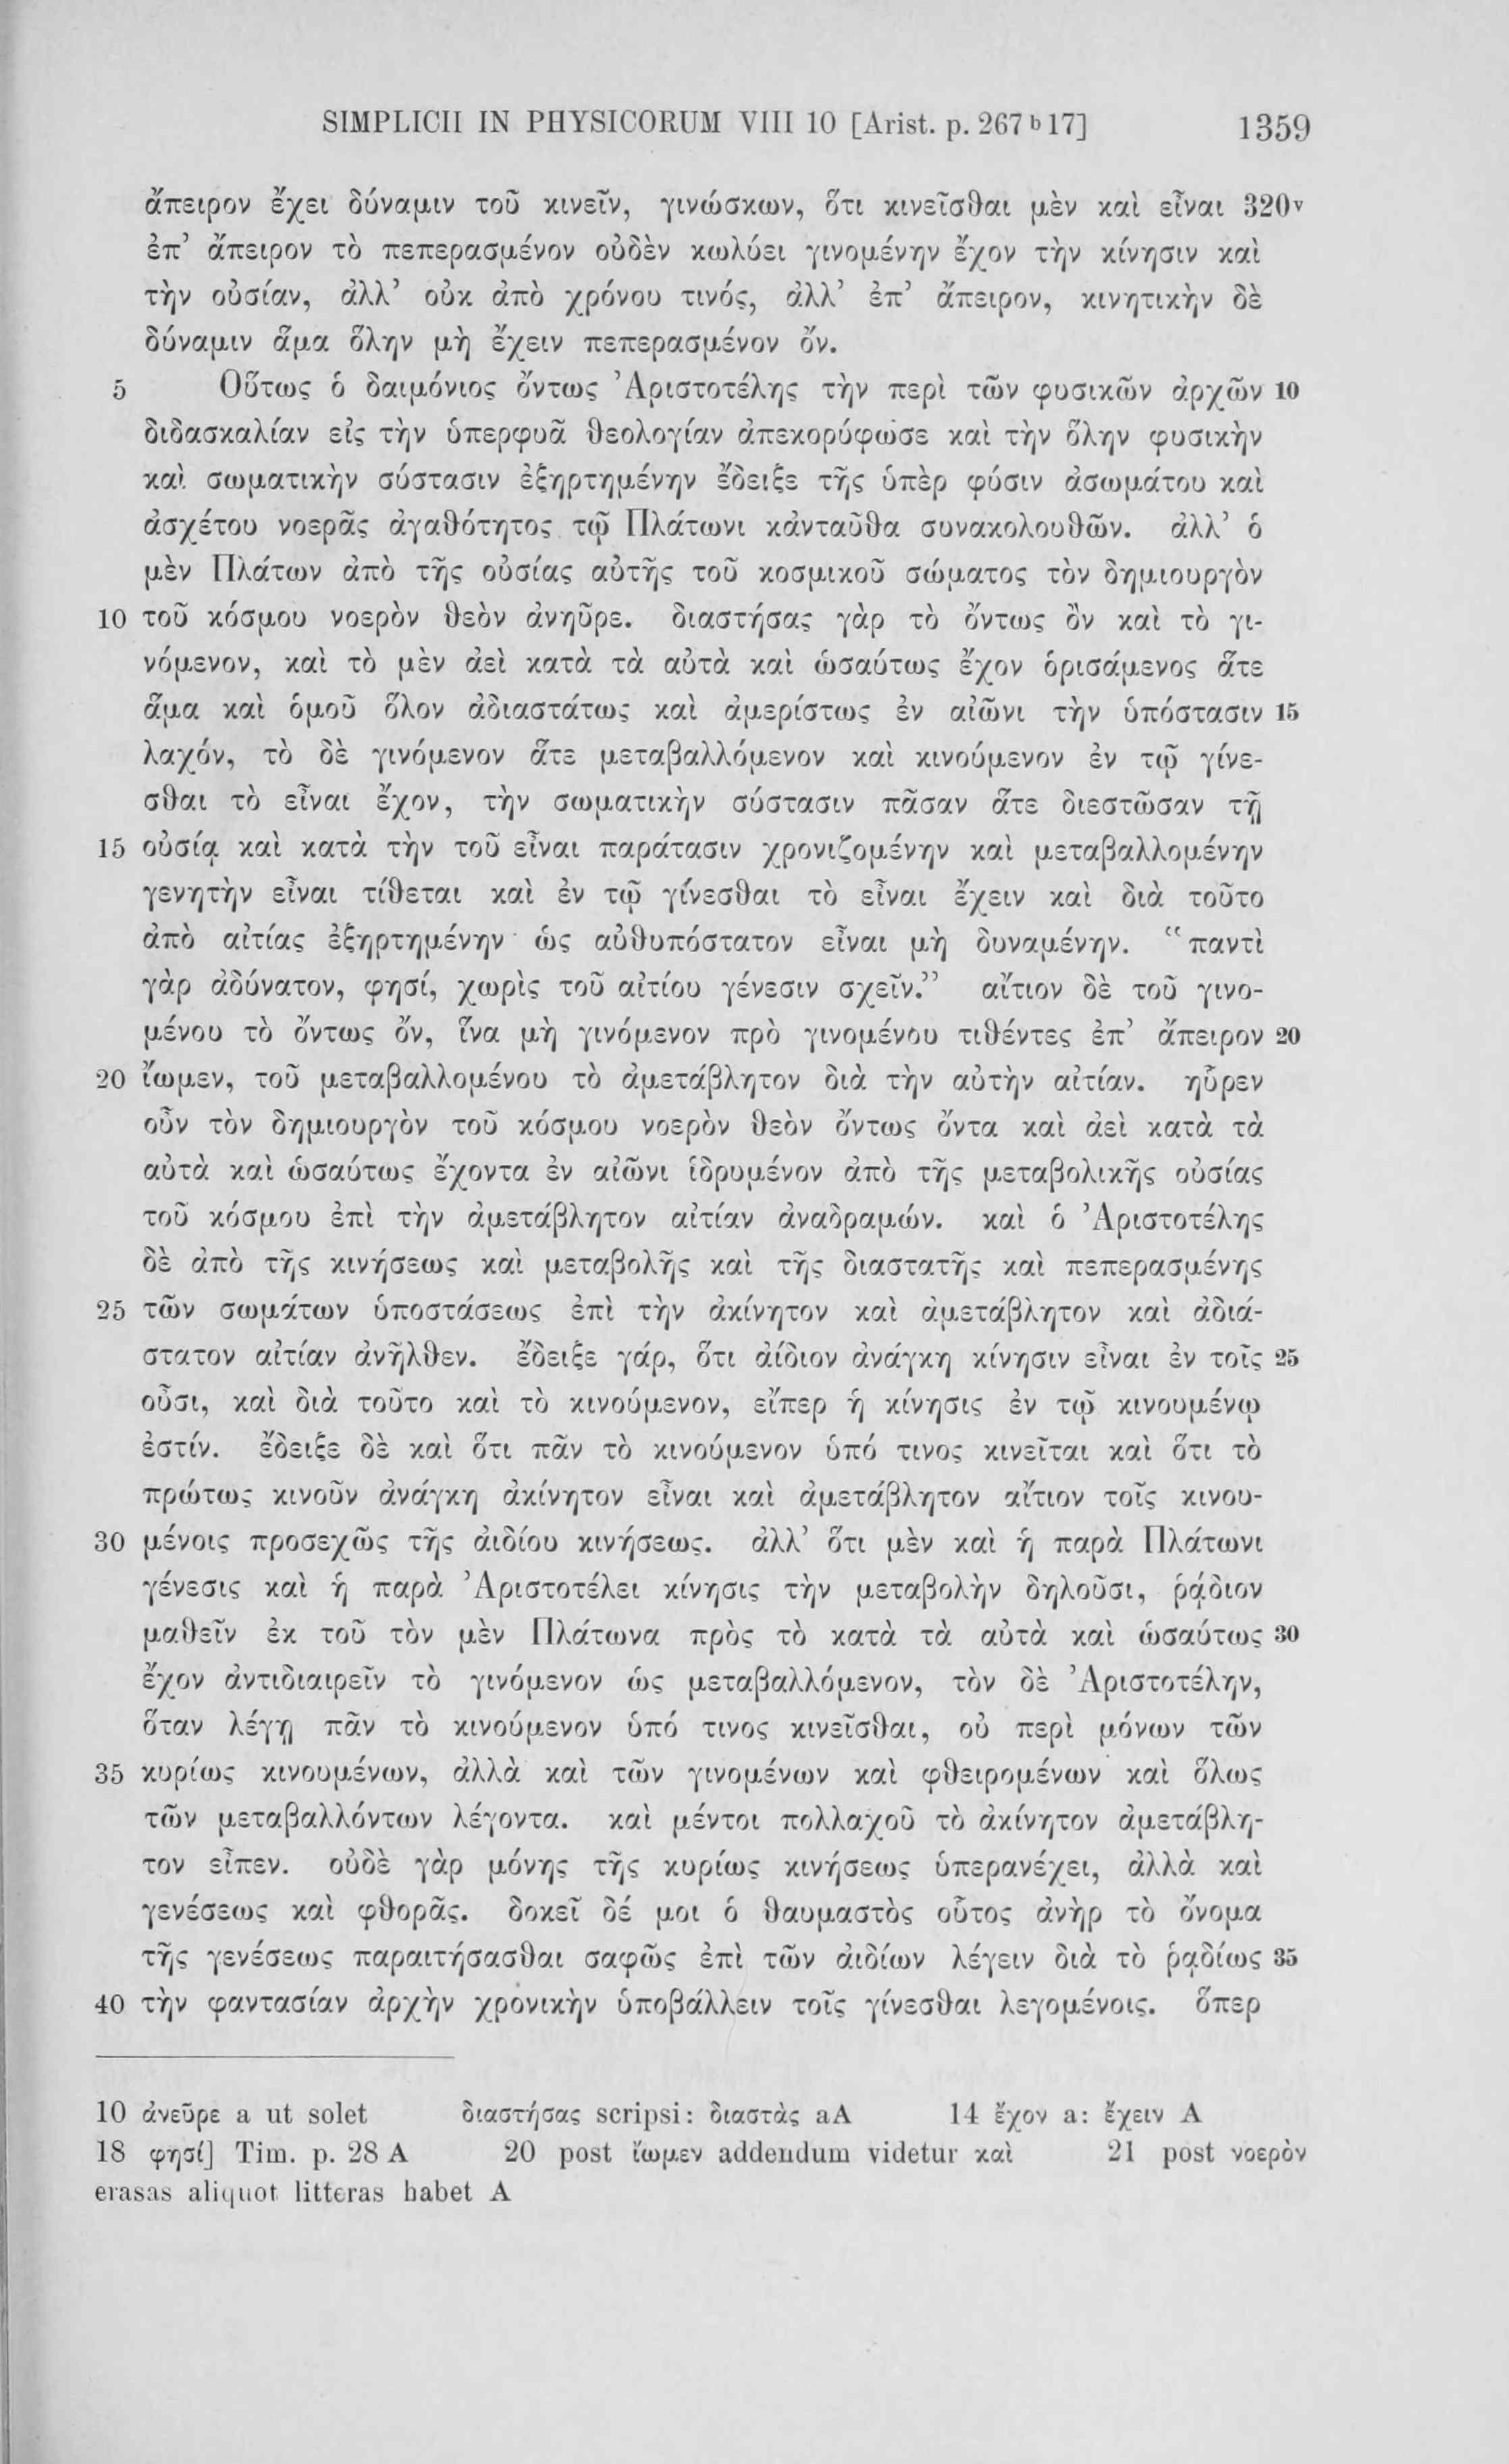 SIMPLICII IN PHYSICORUM VIII 10 [Arist. p. 267 b 17] 1359
ἄπειρον ἔχει δύναμιν τοῦ κινεῖν, γινώσκων, ὅτι κινεῖσθαι μὲν καὶ εἶναι 320v
ἐπ’ ἄπειρον τὸ πεπερασμένον οὐδὲν κωλύει γινομένην ἔχον τὴν κίνησιν καὶ
τὴν οὐσίαν, ἀλλ’ οὐκ ἀπὸ χρόνου τινός, ἀλλ’ ἐπ’ ἄπειρον, κινητικὴν δὲ
δύναμιν ἅμα ὅλην μὴ ἔχειν πεπερασμένον ὄν.
5 Οὕτως ὁ δαιμόνιος ὄντως Ἀριστοτέλης τὴν περὶ τῶν φυσικῶν ἀρχῶν 10
διδασκαλίαν εἰς τὴν ὑπερφυᾶ θεολογίαν ἀπεκορύφωσε καὶ τὴν ὅλην φυσικὴν
καὶ σωματικὴν σύστασιν ἐξηρτημένην ἔδειξε τῆς ὑπὲρ φύσιν ἀσωμάτου καὶ
ἀσχέτου νοερᾶς ἀγαθότητος τῷ Πλάτωνι κἀνταῦθα συνακολουθῶν. ἀλλ’ ὁ
μὲν Πλάτων ἀπὸ τῆς οὐσίας αὐτῆς τοῦ κοσμικοῦ σώματος τὸν δημιουργὸν
10 τοῦ κόσμου νοερὸν θεὸν ἀνηῦρε. διαστήσας γὰρ τὸ ὄντως ὂν καὶ τὸ γι-
νόμενον, καὶ τὸ μὲν ἀεὶ κατὰ τὰ αὐτὰ καὶ ὡσαύτως ἔχον ὁρισάμενος ἅτε
ἅμα καὶ ὁμοῦ ὅλον ἀδιαστάτως καὶ ἀμερίστως ἐν αἰῶνι τὴν ὑπόστασιν 15
λαχόν, τὸ δὲ γινόμενον ἅτε μεταβαλλόμενον καὶ κινούμενον ἐν τῷ γίνε-
σθαι τὸ εἶναι ἔχον, τὴν σωματικὴν σύστασιν πᾶσαν ἅτε διεστῶσαν τῇ
15 οὐσίᾳ καὶ κατὰ τὴν τοῦ εἶναι παράτασιν χρονιζομένην καὶ μεταβαλλομένην
γενητὴν εἶναι τίθεται καὶ ἐν τῷ γίνεσθαι τὸ εἶναι ἔχειν καὶ διὰ τοῦτο
ἀπὸ αἰτίας ἐξηρτημένην ὡς αὐθυπόστατον εἶναι μὴ δυναμένην. “παντὶ
γὰρ ἀδύνατον, φησί, χωρὶς τοῦ αἰτίου γένεσιν σχεῖν.” αἴτιον δὲ τοῦ γινο-
μένου τὸ ὄντως ὄν, ἵνα μὴ γινόμενον πρὸ γινομένου τιθέντες ἐπ’ ἄπειρον 20
20 ἴωμεν, τοῦ μεταβαλλομένου τὸ ἀμετάβλητον διὰ τὴν αὐτὴν αἰτίαν. ηὗρεν
οὖν τὸν δημιουργὸν τοῦ κόσμου νοερὸν θεὸν ὄντως ὄντα καὶ ἀεὶ κατὰ τὰ
αὐτὰ καὶ ὡσαύτως ἔχοντα ἐν αἰῶνι ἱδρυμένον ἀπὸ τῆς μεταβολικῆς οὐσίας
τοῦ κόσμου ἐπὶ τὴν ἀμετάβλητον αἰτίαν ἀναδραμών. καὶ ὁ Ἀριστοτέλης
δὲ ἀπὸ τῆς κινήσεως καὶ μεταβολῆς καὶ τῆς διαστατῆς καὶ πεπερασμένης
25 τῶν σωμάτων ὑποστάσεως ἐπὶ τὴν ἀκίνητον καὶ ἀμετάβλητον καὶ ἀδιά-
στατον αἰτίαν ἀνῆλθεν. ἔδειξε γάρ, ὅτι ἀίδιον ἀνάγκη κίνησιν εἶναι ἐν τοῖς 25
οὖσι, καὶ διὰ τοῦτο καὶ τὸ κινούμενον, εἴπερ ἡ κίνησις ἐν τῷ κινουμένῳ
ἐστίν. ἔδειξε δὲ καὶ ὅτι πᾶν τὸ κινούμενον ὑπό τινος κινεῖται καὶ ὅτι τὸ
πρώτως κινοῦν ἀνάγκη ἀκίνητον εἶναι καὶ ἀμετάβλητον αἴτιον τοῖς κινου-
30 μένοις προσεχῶς τῆς ἀιδίου κινήσεως. ἀλλ’ ὅτι μὲν καὶ ἡ παρὰ Πλάτωνι
γένεσις καὶ ἡ παρὰ Ἀριστοτέλει κίνησις τὴν μεταβολὴν δηλοῦσι, ῥᾴδιον
μαθεῖν ἐκ τοῦ τὸν μὲν Πλάτωνα πρὸς τὸ κατὰ τὰ αὐτὰ καὶ ὡσαύτως 30
ἔχον ἀντιδιαιρεῖν τὸ γινόμενον ὡς μεταβαλλόμενον, τὸν δὲ Ἀριστοτέλην,
ὅταν λέγῃ πᾶν τὸ κινούμενον ὑπό τινος κινεῖσθαι, οὐ περὶ μόνων τῶν
35 κυρίως κινουμένων, ἀλλὰ καὶ τῶν γινομένων καὶ φθειρομένων καὶ ὅλως
τῶν μεταβαλλόντων λέγοντα. καὶ μέντοι πολλαχοῦ τὸ ἀκίνητον ἀμετάβλη-
τον εἶπεν. οὐδὲ γὰρ μόνης τῆς κυρίως κινήσεως ὑπερανέχει, ἀλλὰ καὶ
γενέσεως καὶ φθορᾶς. δοκεῖ δέ μοι ὁ θαυμαστὸς οὗτος ἀνὴρ τὸ ὄνομα
τῆς γενέσεως παραιτήσασθαι σαφῶς ἐπὶ τῶν ἀιδίων λέγειν διὰ τὸ ῥᾳδίως 35
40 τὴν φαντασίαν ἀρχὴν χρονικὴν ὑποβάλλειν τοῖς γίνεσθαι λεγομένοις. ὅπερ
10 ἀνεῦρε a ut solet διαστήσας scripsi: διαστὰς aA 14 ἔχον a: ἔχειν A
18 φησί] Tim. p. 28 A 20 post ἴωμεν addendum videtur καὶ 21 post νοερὸν
erasas aliquot litteras habet A